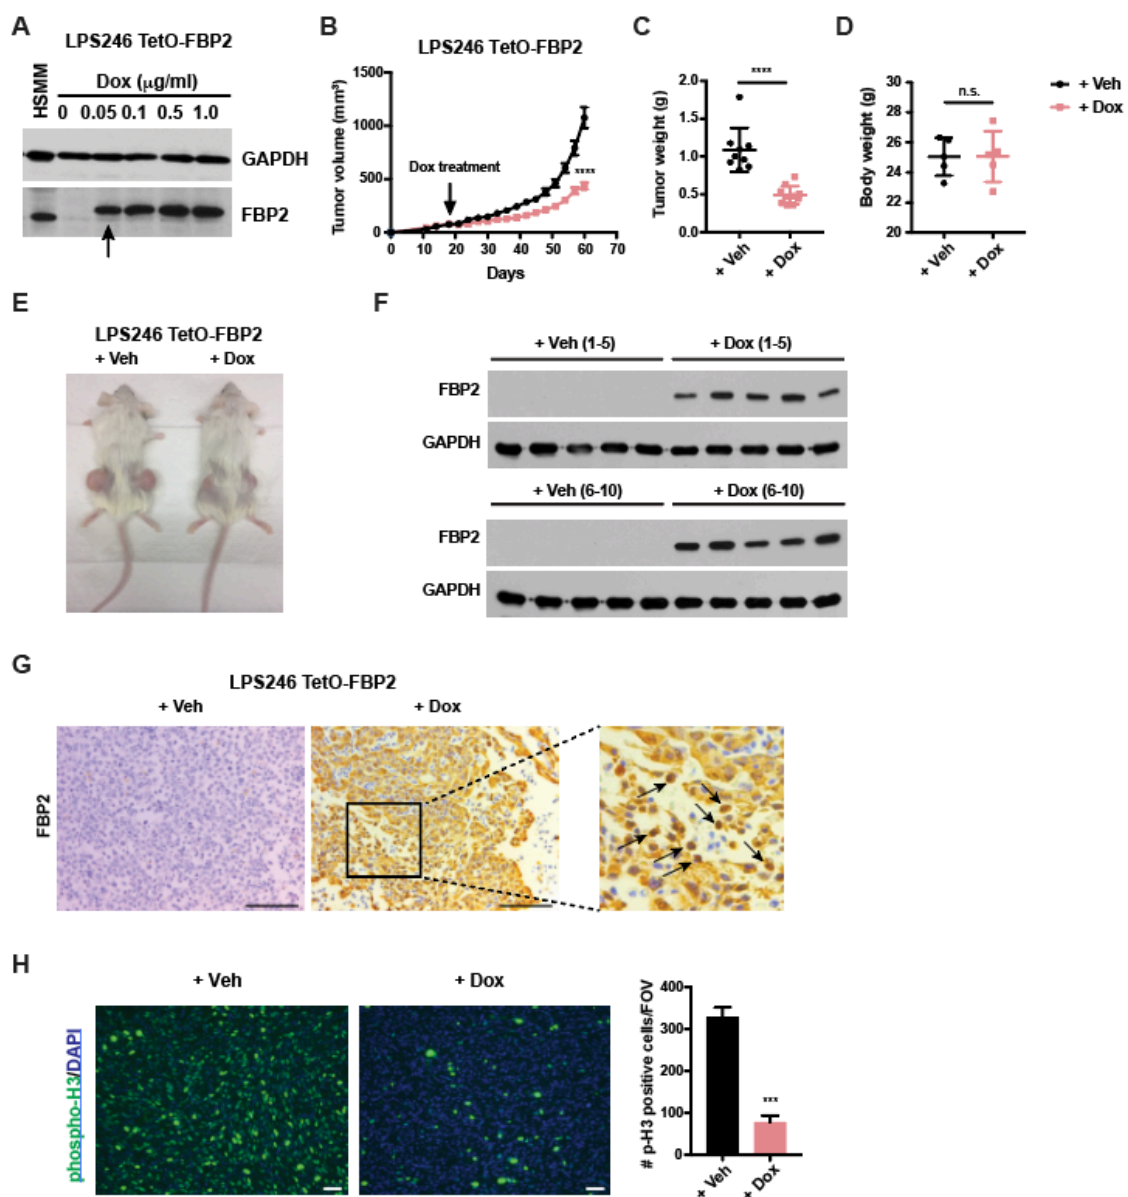 A
LPS246 TetO-FBP2
HSMM
Dox (µg/ml)
0 0.05 0.1 0.5 1.0
GAPDH
FBP2
B
LPS246 TetO-FBP2
Tumor volume (mm³)
1500
1000
500
0
Dox treatment
****
0 10 20 30 40 50 60 70
Days
C
Tumor weight (g)
2.0
1.5
1.0
0.5
0.0
****
+ Veh
+ Dox
D
Body weight (g)
30
28
26
24
22
20
n.s.
+ Veh
+ Dox
+ Veh
+ Dox
E
LPS246 TetO-FBP2
+ Veh + Dox
F
+ Veh (1-5) + Dox (1-5)
FBP2
GAPDH
+ Veh (6-10) + Dox (6-10)
FBP2
GAPDH
G
LPS246 TetO-FBP2
+ Veh + Dox
FBP2
H
+ Veh + Dox
phospho-H3/DAPI
# p-H3 positive cells/FOV
400
300
200
100
0
***
+ Veh
+ Dox